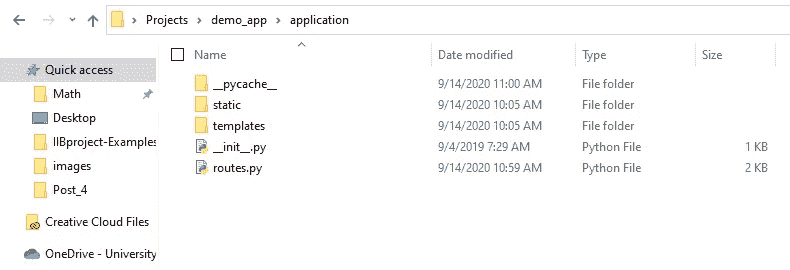 Projects > demo_app > application
Quick access
Math
Desktop
IIBproject-Examples
images
Post_4
Creative Cloud Files
OneDrive - University
Name Date modified Type Size
__pycache__ 9/14/2020 11:00 AM File folder
static 9/14/2020 10:05 AM File folder
templates 9/14/2020 10:05 AM File folder
__init__.py 9/4/2019 7:29 AM Python File 1 KB
routes.py 9/14/2020 10:59 AM Python File 2 KB